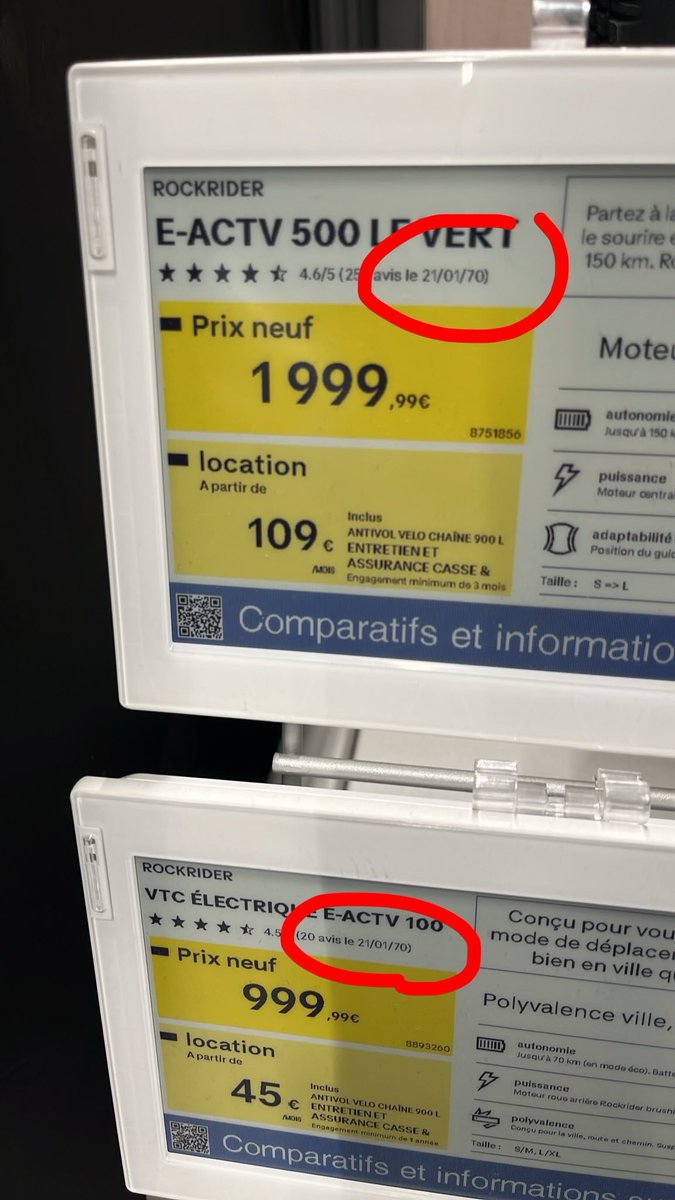 ROCKRIDER
E-ACTV 500 LE VERT
4.6/5 (25 avis le 21/01/70)
Prix neuf
1 999,99€
8751856
location
A partir de
109 €
/MOIS
Inclus
ANTIVOL VELO CHAÎNE 900 L
ENTRETIEN ET
ASSURANCE CASSE &
Engagement minimum de 3 mois
Partez à la
le sourire e
150 km. Ro
Moteu
autonomie
Jusqu'à 150 k
puissance
Moteur centra
adaptabilité
Position du guid
Taille : S => L
Comparatifs et informatio
ROCKRIDER
VTC ÉLECTRIQUE E-ACTV 100
4.5 (20 avis le 21/01/70)
Prix neuf
999,99€
8893260
location
A partir de
45 €
/MOIS
Inclus
ANTIVOL VELO CHAÎNE 900 L
ENTRETIEN ET
ASSURANCE CASSE &
Engagement minimum de 1 année
Conçu pour vou
mode de déplacem
bien en ville qu
Polyvalence ville,
autonomie
Jusqu'à 70 km (en mode éco). Batte
puissance
Moteur roue arrière Rockrider brush
polyvalence
Conçu pour la ville, route et chemin. Susp
Taille : S/M, L/XL
Comparatifs et informations